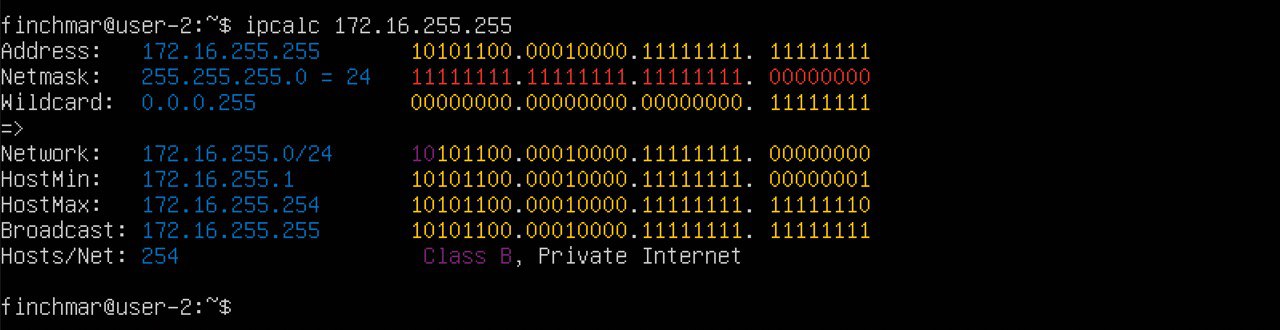 finchmar@user-2:~$ ipcalc 172.16.255.255
Address:   172.16.255.255       10101100.00010000.11111111. 11111111
Netmask:   255.255.255.0 = 24   11111111.11111111.11111111. 00000000
Wildcard:  0.0.0.255            00000000.00000000.00000000. 11111111
=>
Network:   172.16.255.0/24      10101100.00010000.11111111. 00000000
HostMin:   172.16.255.1         10101100.00010000.11111111. 00000001
HostMax:   172.16.255.254       10101100.00010000.11111111. 11111110
Broadcast: 172.16.255.255       10101100.00010000.11111111. 11111111
Hosts/Net: 254                   Class B, Private Internet
finchmar@user-2:~$